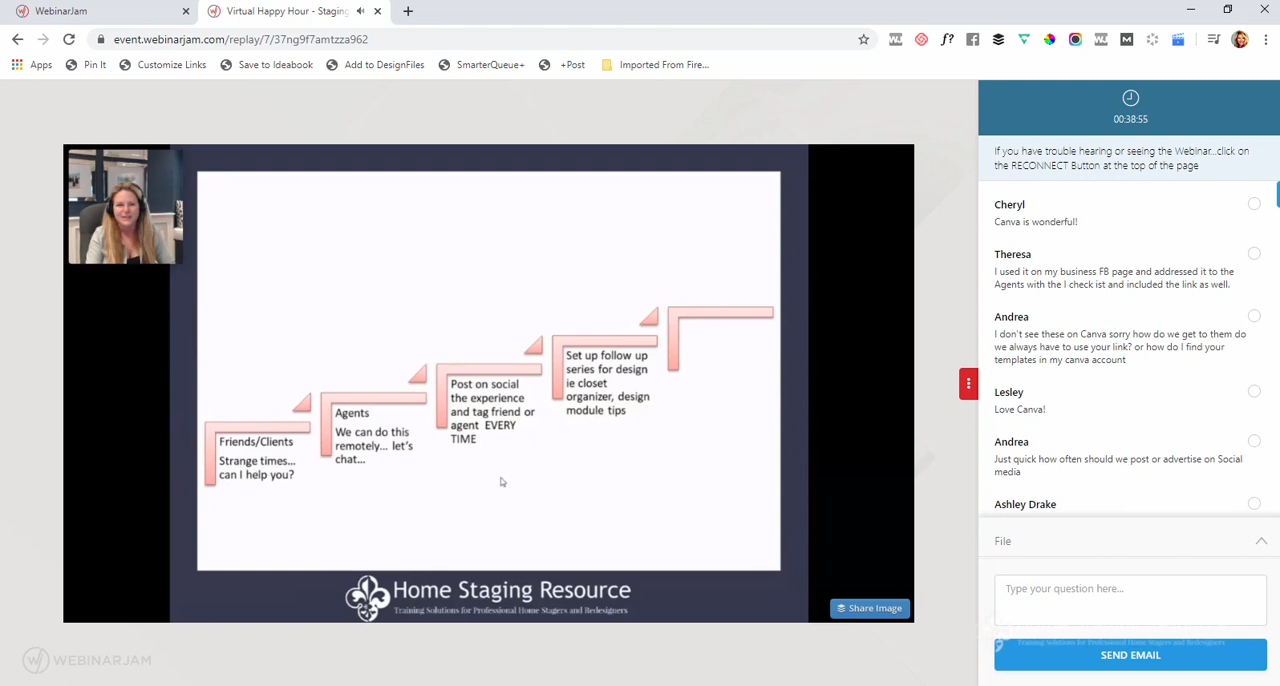 WebinarJam
Virtual Happy Hour - Staging
event.webinarjam.com/replay/7/37ng9f7amtzza962
f?
M
Apps
Pin It
Customize Links
Save to Ideabook
Add to DesignFiles
SmarterQueue+
+Post
Imported From Fire...
00:38:55
If you have trouble hearing or seeing the Webinar...click on
the RECONNECT Button at the top of the page
Cheryl
Canva is wonderful!
Theresa
I used it on my business FB page and addressed it to the
Agents with the I check ist and included the link as well.
Andrea
I don't see these on Canva sorry how do we get to them do
we always have to use your link? or how do I find your
templates in my canva account
Lesley
Love Canva!
Andrea
Just quick how often should we post or advertise on Social
media
Ashley Drake
File
Type your question here...
SEND EMAIL
Friends/Clients
Strange times...
can I help you?
Agents
We can do this
remotely... let's
chat...
Post on social
the experience
and tag friend or
agent EVERY
TIME
Set up follow up
series for design
ie closet
organizer, design
module tips
Home Staging Resource
Training Solutions for Professional Home Stagers and Redesigners
Share Image
WEBINARJAM